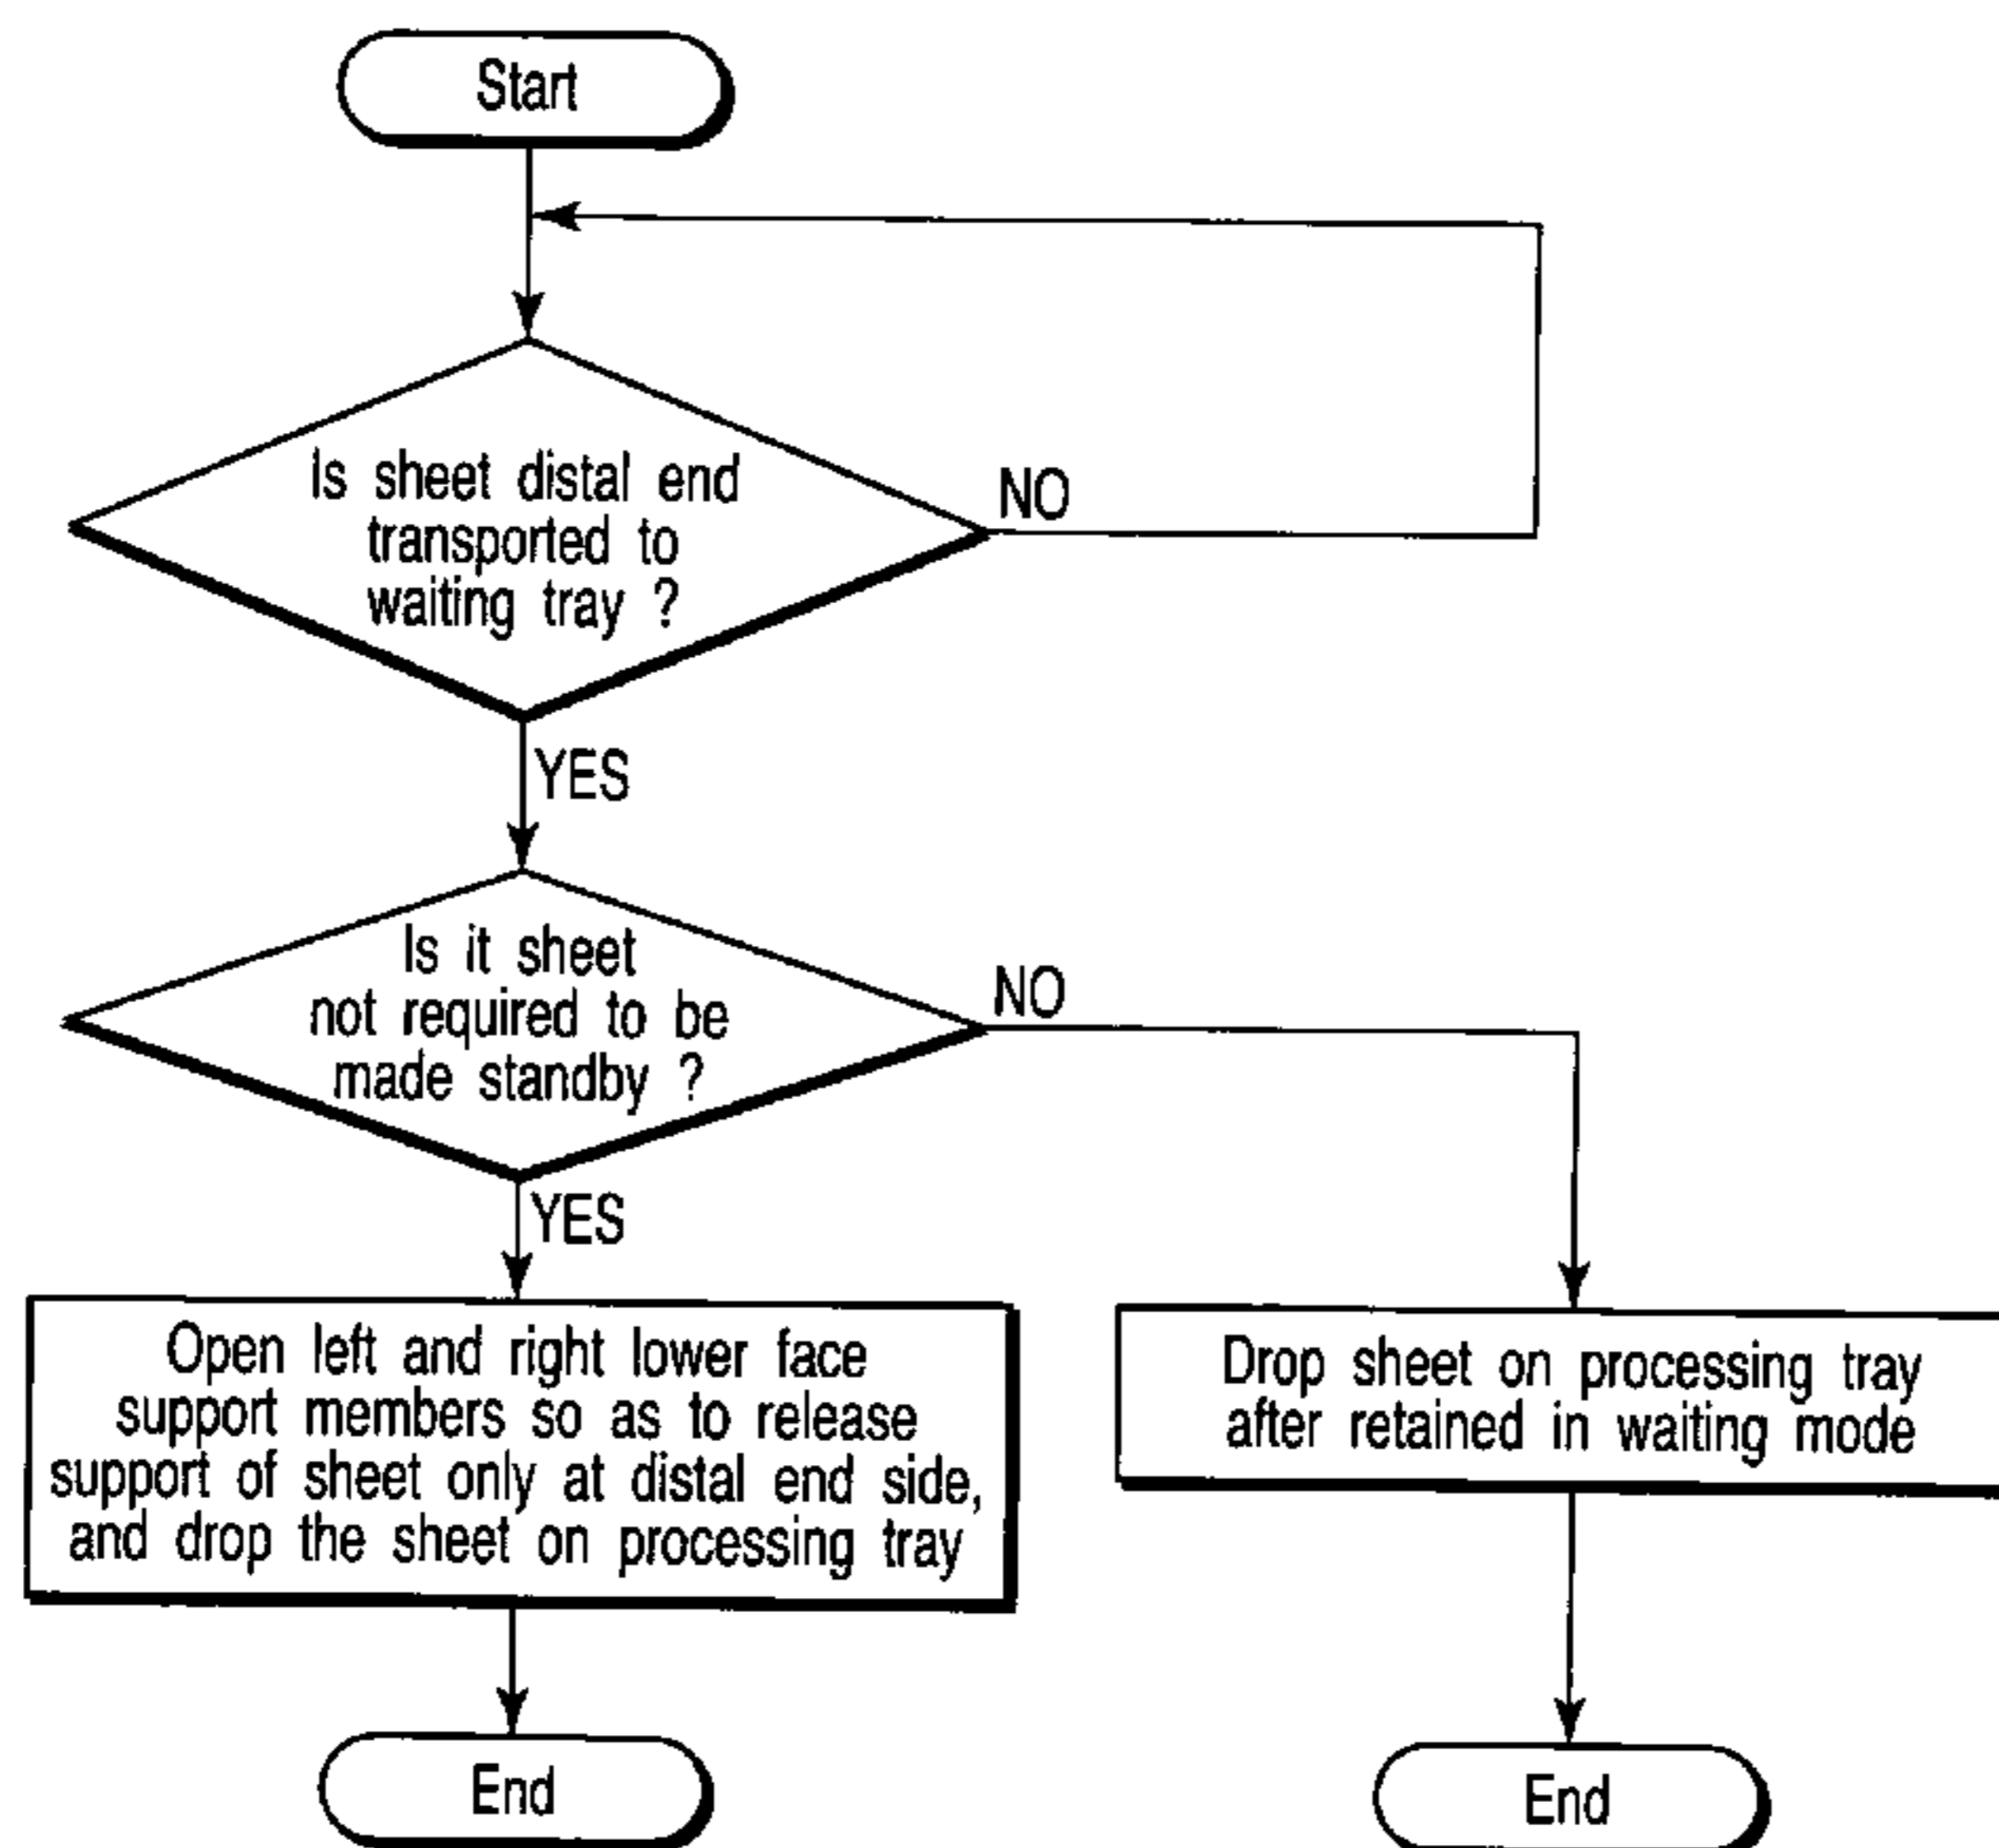 Start
Is sheet distal end
transported to
waiting tray ?
NO
YES
Is it sheet
not required to be
made standby ?
NO
YES
Open left and right lower face
support members so as to release
support of sheet only at distal end side,
and drop the sheet on processing tray
Drop sheet on processing tray
after retained in waiting mode
End
End